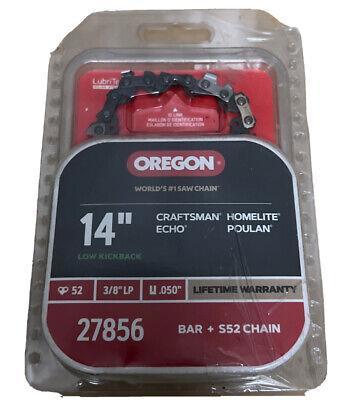 LubriTec
ID LINK
MAILLON D'IDENTIFICATION
ESLABÓN DE IDENTIFICACIÓN
OREGON®
WORLD'S #1 SAW CHAIN™
14"
LOW KICKBACK
CRAFTSMAN® HOMELITE®
ECHO® POULAN®
52 3/8" LP .050" LIFETIME WARRANTY
27856 BAR + S52 CHAIN